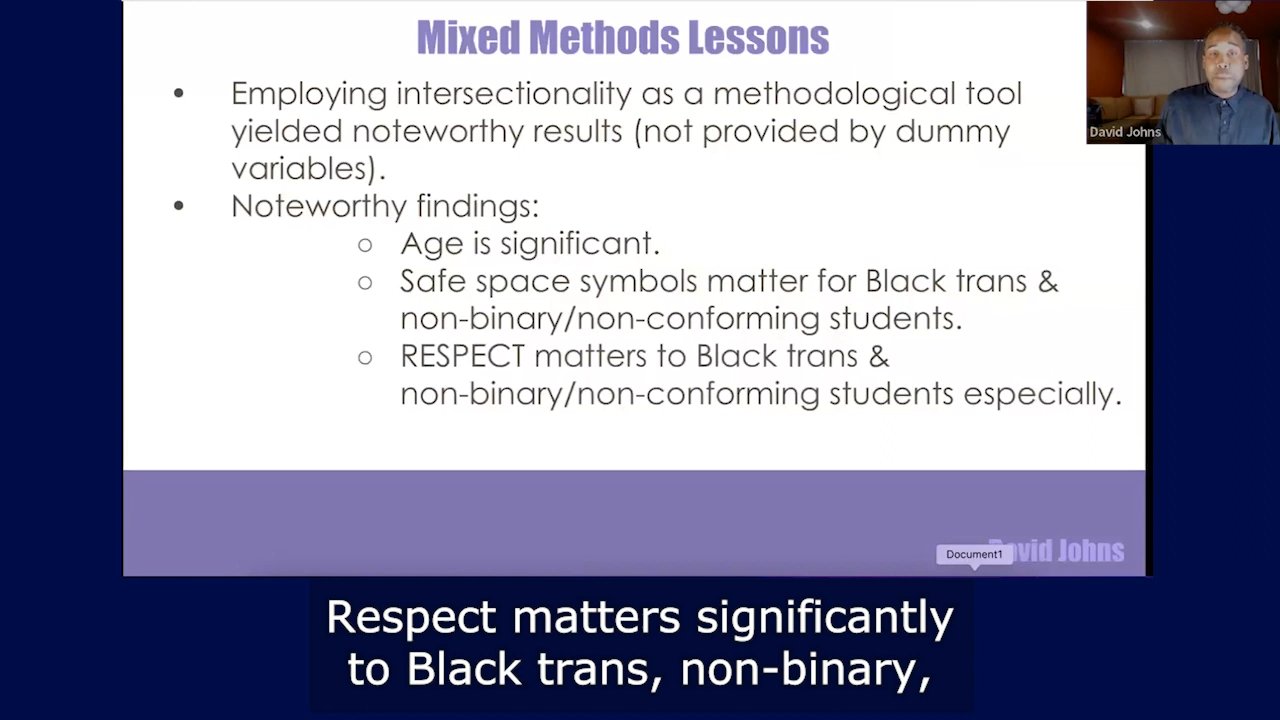 Mixed Methods Lessons
• Employing intersectionality as a methodological tool
yielded noteworthy results (not provided by dummy
variables).
• Noteworthy findings:
○ Age is significant.
○ Safe space symbols matter for Black trans &
non-binary/non-conforming students.
○ RESPECT matters to Black trans &
non-binary/non-conforming students especially.
David Johns
Document1
David Johns
Respect matters significantly
to Black trans, non-binary,